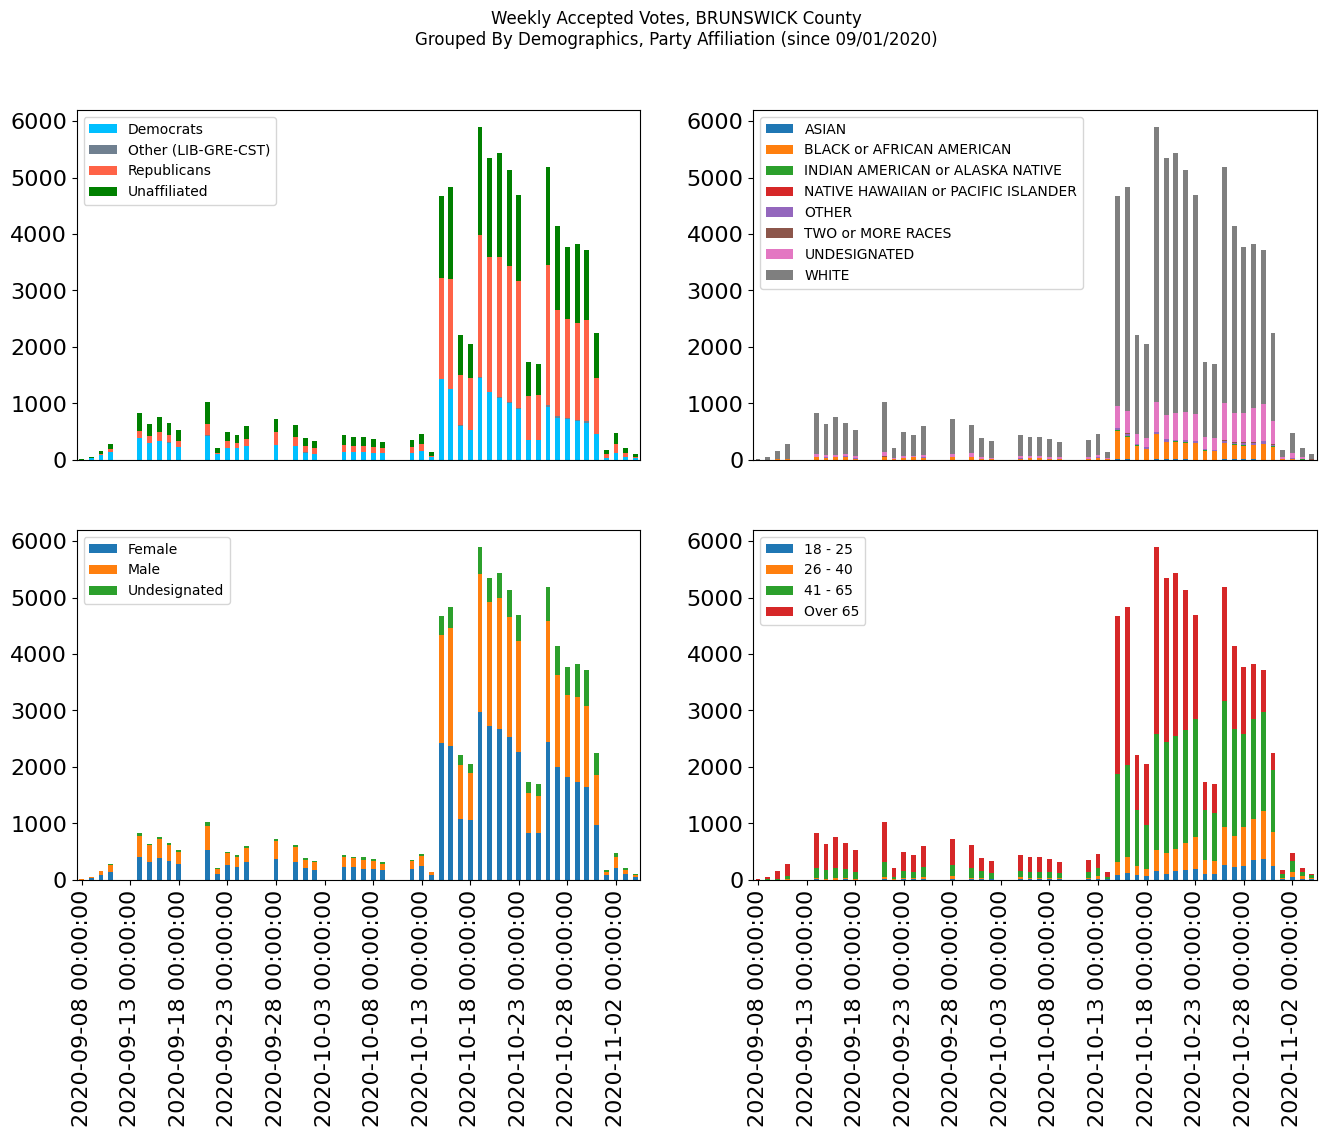 Weekly Accepted Votes, BRUNSWICK County
Grouped By Demographics, Party Affiliation (since 09/01/2020)
6000
5000
4000
3000
2000
1000
0
Democrats
Other (LIB-GRE-CST)
Republicans
Unaffiliated
6000
5000
4000
3000
2000
1000
0
ASIAN
BLACK or AFRICAN AMERICAN
INDIAN AMERICAN or ALASKA NATIVE
NATIVE HAWAIIAN or PACIFIC ISLANDER
OTHER
TWO or MORE RACES
UNDESIGNATED
WHITE
6000
5000
4000
3000
2000
1000
0
Female
Male
Undesignated
2020-09-08 00:00:00
2020-09-13 00:00:00
2020-09-18 00:00:00
2020-09-23 00:00:00
2020-09-28 00:00:00
2020-10-03 00:00:00
2020-10-08 00:00:00
2020-10-13 00:00:00
2020-10-18 00:00:00
2020-10-23 00:00:00
2020-10-28 00:00:00
2020-11-02 00:00:00
6000
5000
4000
3000
2000
1000
0
18 - 25
26 - 40
41 - 65
Over 65
2020-09-08 00:00:00
2020-09-13 00:00:00
2020-09-18 00:00:00
2020-09-23 00:00:00
2020-09-28 00:00:00
2020-10-03 00:00:00
2020-10-08 00:00:00
2020-10-13 00:00:00
2020-10-18 00:00:00
2020-10-23 00:00:00
2020-10-28 00:00:00
2020-11-02 00:00:00